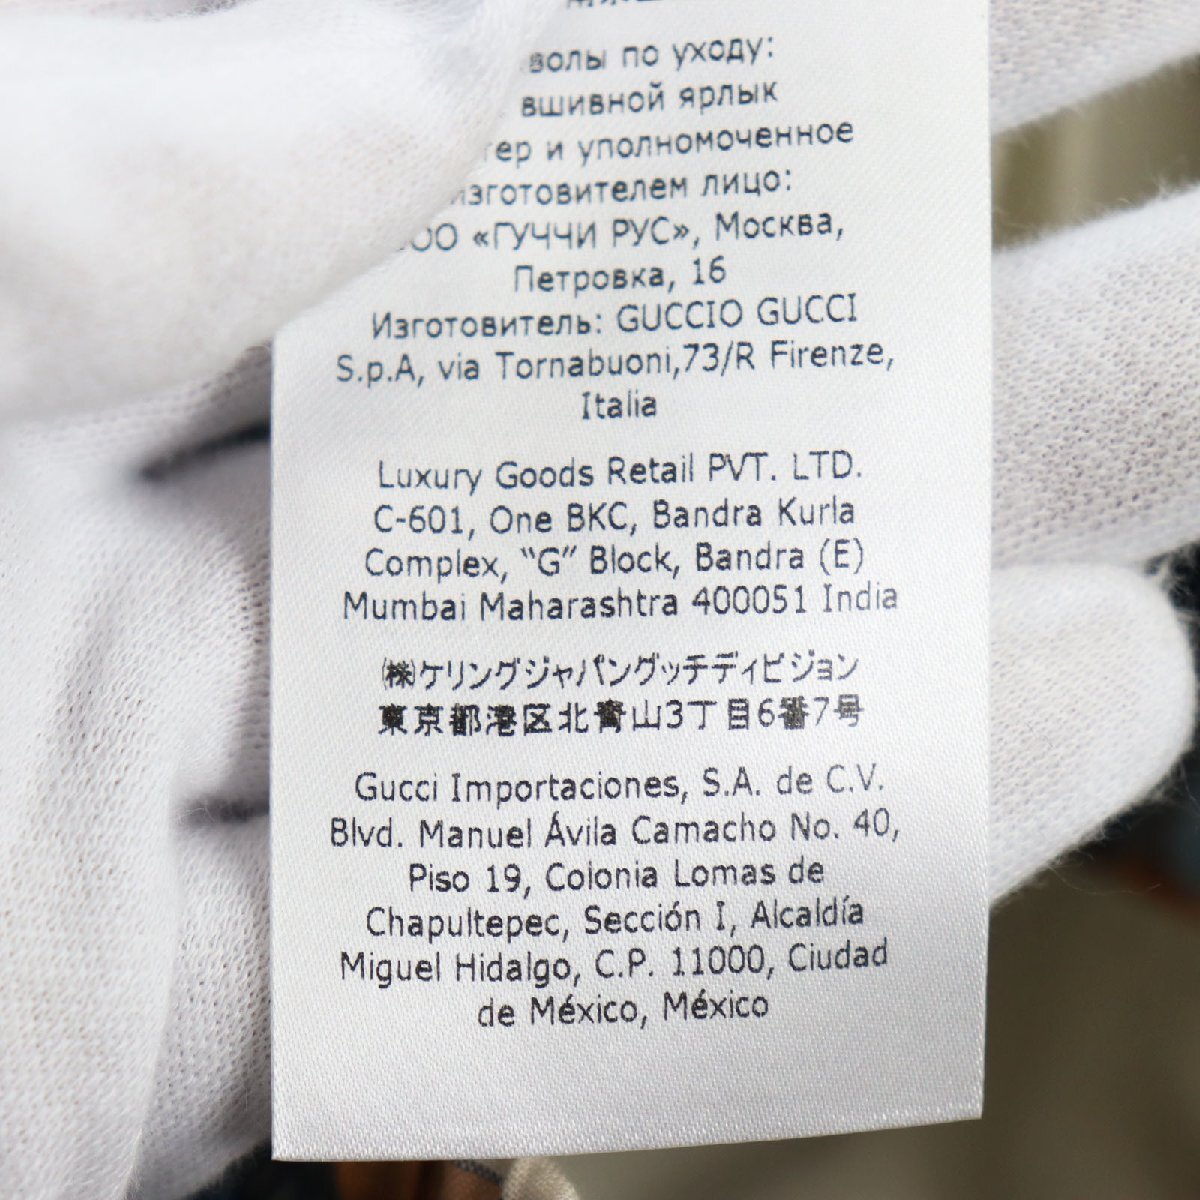 по уходу:
вшивной ярлык
и уполномоченное
изготовителем лицо:
ООО «ГУЧЧИ РУС», Москва,
Петровка, 16
Изготовитель: GUCCIO GUCCI
S.p.A, via Tornabuoni,73/R Firenze,
Italia
Luxury Goods Retail PVT. LTD.
C-601, One BKC, Bandra Kurla
Complex, “G” Block, Bandra (E)
Mumbai Maharashtra 400051 India
㈱ケリングジャパングッチディビジョン
東京都港区北青山3丁目6番7号
Gucci Importaciones, S.A. de C.V.
Blvd. Manuel Ávila Camacho No. 40,
Piso 19, Colonia Lomas de
Chapultepec, Sección I, Alcaldía
Miguel Hidalgo, C.P. 11000, Ciudad
de México, México